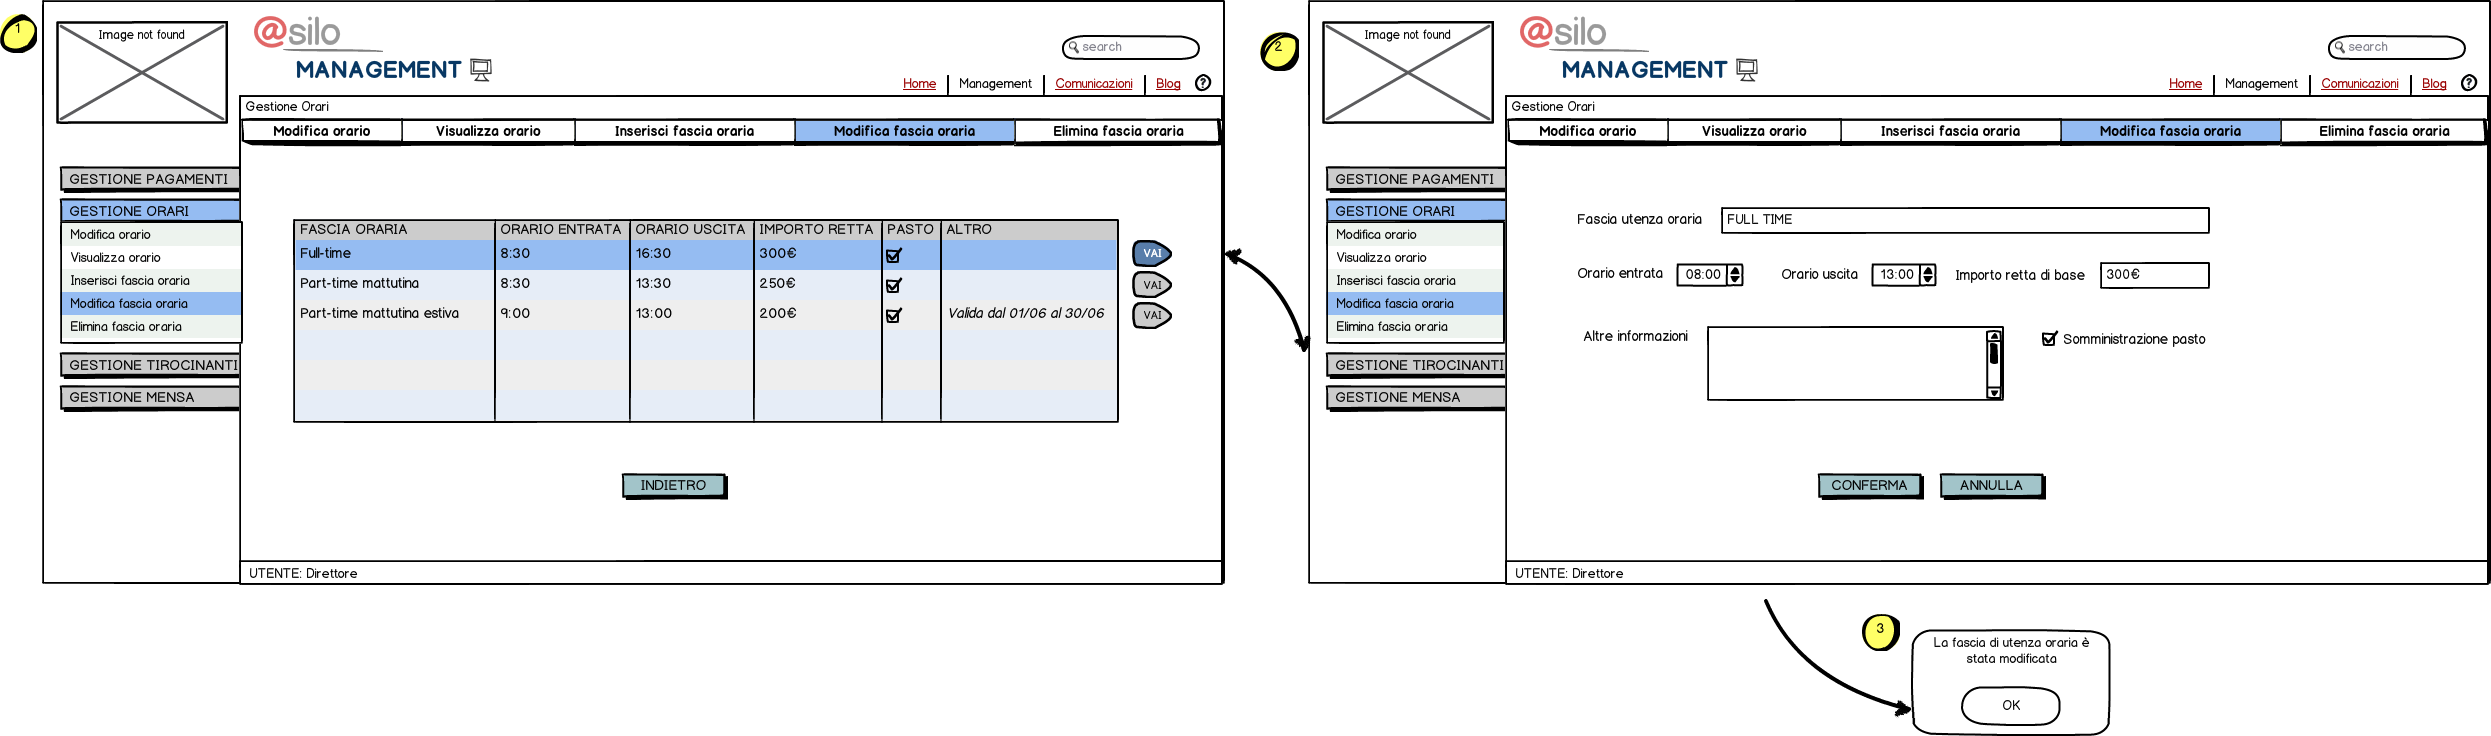 1
Image not found
@silo
MANAGEMENT
search
Home Management Comunicazioni Blog ?
Gestione Orari
Modifica orario Visualizza orario Inserisci fascia oraria Modifica fascia oraria Elimina fascia oraria
GESTIONE PAGAMENTI
GESTIONE ORARI
Modifica orario
Visualizza orario
Inserisci fascia oraria
Modifica fascia oraria
Elimina fascia oraria
GESTIONE TIROCINANTI
GESTIONE MENSA
FASCIA ORARIA ORARIO ENTRATA ORARIO USCITA IMPORTO RETTA PASTO ALTRO
Full-time 8:30 16:30 300€ VAI
Part-time mattutina 8:30 13:30 250€ VAI
Part-time mattutina estiva 9:00 13:00 200€ Valida dal 01/06 al 30/06 VAI
INDIETRO
UTENTE: Direttore
2
Image not found
@silo
MANAGEMENT
search
Home Management Comunicazioni Blog ?
Gestione Orari
Modifica orario Visualizza orario Inserisci fascia oraria Modifica fascia oraria Elimina fascia oraria
GESTIONE PAGAMENTI
GESTIONE ORARI
Modifica orario
Visualizza orario
Inserisci fascia oraria
Modifica fascia oraria
Elimina fascia oraria
GESTIONE TIROCINANTI
GESTIONE MENSA
Fascia utenza oraria FULL TIME
Orario entrata 08:00 Orario uscita 13:00 Importo retta di base 300€
Altre informazioni Somministrazione pasto
CONFERMA ANNULLA
UTENTE: Direttore
3
La fascia di utenza oraria è
stata modificata
OK